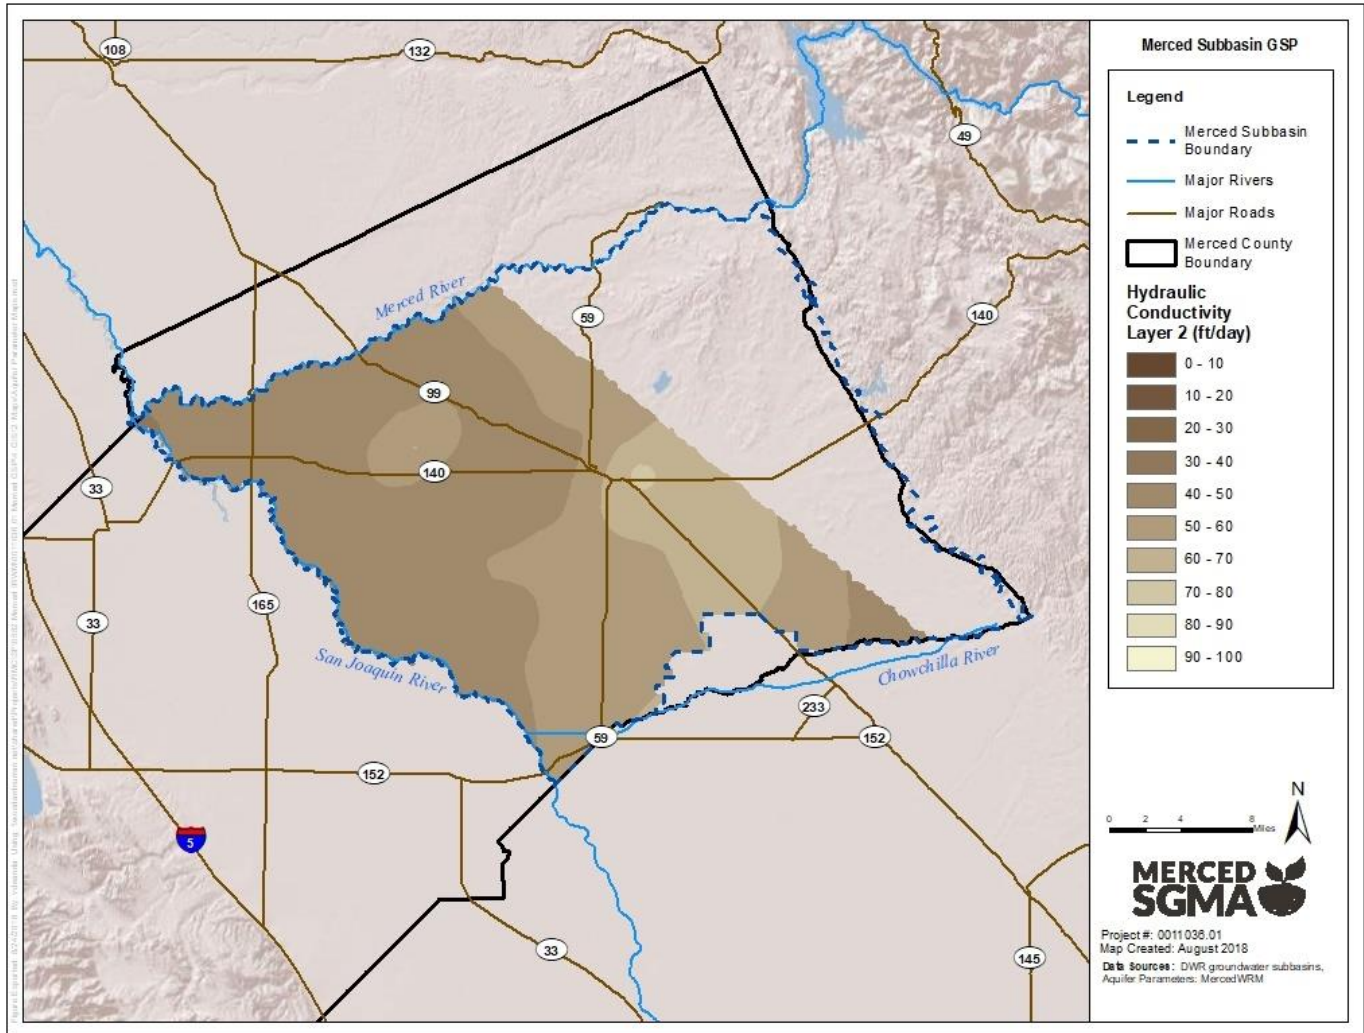 108
132
49
Merced River
59
140
99
140
33
165
33
San Joaquin River
Chowchilla River
233
59
152
152
5
33
145
Merced Subbasin GSP
Legend
Merced Subbasin
Boundary
Major Rivers
Major Roads
Merced County
Boundary
Hydraulic
Conductivity
Layer 2 (ft/day)
0 - 10
10 - 20
20 - 30
30 - 40
40 - 50
50 - 60
60 - 70
70 - 80
80 - 90
90 - 100
N
0 2 4 8
Miles
MERCED
SGMA
Project #: 0011036.01
Map Created: August 2018
Data Sources: DWR groundwater subbasins,
Aquifer Parameters: MercedWRM